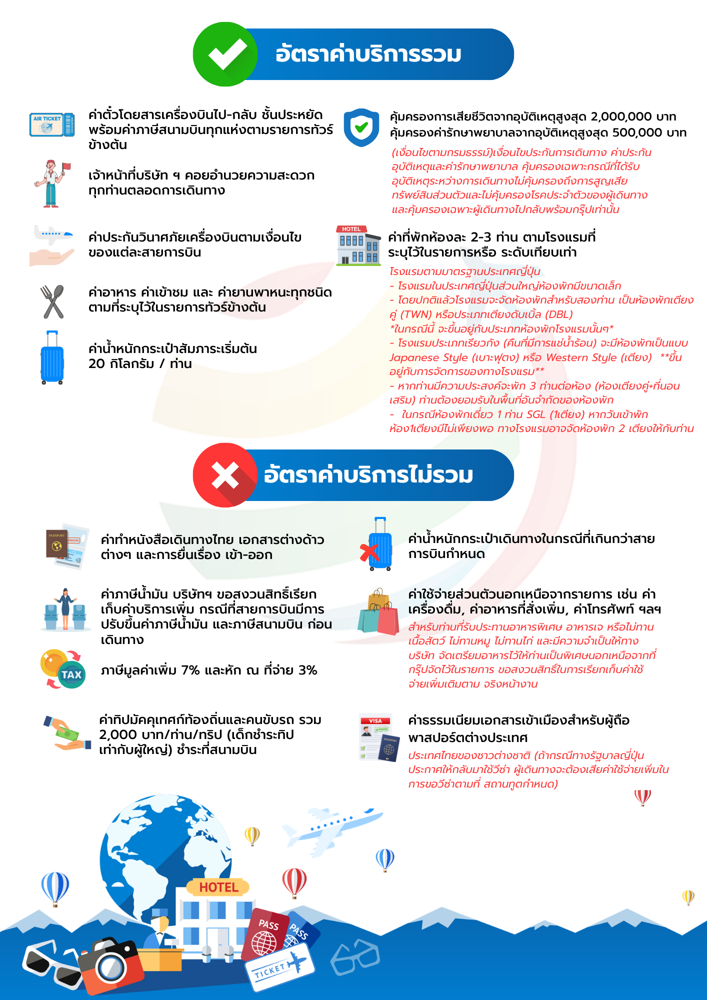 อัตราค่าบริการรวม
AIR TICKET
ค่าตั๋วโดยสารเครื่องบินไป-กลับ ชั้นประหยัด
พร้อมค่าภาษีสนามบินทุกแห่งตามรายการทัวร์
ข้างต้น
เจ้าหน้าที่บริษัท ฯ คอยอำนวยความสะดวก
ทุกท่านตลอดการเดินทาง
ค่าประกันวินาศภัยเครื่องบินตามเงื่อนไข
ของแต่ละสายการบิน
ค่าอาหาร ค่าเข้าชม และ ค่ายานพาหนะทุกชนิด
ตามที่ระบุไว้ในรายการทัวร์ข้างต้น
ค่าน้ำหนักกระเป๋าสัมภาระเริ่มต้น
20 กิโลกรัม / ท่าน
คุ้มครองการเสียชีวิตจากอุบัติเหตุสูงสุด 2,000,000 บาท
คุ้มครองค่ารักษาพยาบาลจากอุบัติเหตุสูงสุด 500,000 บาท
(เงื่อนไขตามกรมธรรม์)เงื่อนไขประกันการเดินทาง ค่าประกัน
อุบัติเหตุและค่ารักษาพยาบาล คุ้มครองเฉพาะกรณีที่ได้รับ
อุบัติเหตุระหว่างการเดินทางไม่คุ้มครองถึงการสูญเสีย
ทรัพย์สินส่วนตัวและไม่คุ้มครองโรคประจำตัวของผู้เดินทาง
และคุ้มครองเฉพาะผู้เดินทางไปกลับพร้อมกรุ๊ปเท่านั้น
HOTEL
ค่าที่พักห้องละ 2-3 ท่าน ตามโรงแรมที่
ระบุไว้ในรายการหรือ ระดับเทียบเท่า
โรงแรมตามมาตรฐานประเทศญี่ปุ่น
- โรงแรมในประเทศญี่ปุ่นส่วนใหญ่ห้องพักมีขนาดเล็ก
- โดยปกติแล้วโรงแรมจะจัดห้องพักสำหรับสองท่าน เป็นห้องพักเตียง
คู่ (TWN) หรือประเภทเตียงดับเบิ้ล (DBL)
*ในกรณีนี้ จะขึ้นอยู่กับประเภทห้องพักโรงแรมนั้นๆ*
- โรงแรมประเภทเรียวกัง (คืนที่มีการแช่น้ำร้อน) จะมีห้องพักเป็นแบบ
Japanese Style (เบาะฟุตง) หรือ Western Style (เตียง)  **ขึ้น
อยู่กับการจัดการของทางโรงแรม**
- หากท่านมีความประสงค์จะพัก 3 ท่านต่อห้อง (ห้องเตียงคู่+ที่นอน
เสริม) ท่านต้องยอมรับในพื้นที่อันจำกัดของห้องพัก
-  ในกรณีห้องพักเดี่ยว 1 ท่าน SGL (1เตียง) หากวันเข้าพัก
ห้อง1เตียงมีไม่เพียงพอ ทางโรงแรมอาจจัดห้องพัก 2 เตียงให้กับท่าน
อัตราค่าบริการไม่รวม
PASSPORT
APPROVED
ค่าทำหนังสือเดินทางไทย เอกสารต่างด้าว
ต่างๆ และการยื่นเรื่อง เข้า-ออก
ค่าภาษีน้ำมัน บริษัทฯ ขอสงวนสิทธิ์เรียก
เก็บค่าบริการเพิ่ม กรณีที่สายการบินมีการ
ปรับขึ้นค่าภาษีน้ำมัน และภาษีสนามบิน ก่อน
เดินทาง
TAX
ภาษีมูลค่าเพิ่ม 7% และหัก ณ ที่จ่าย 3%
ค่าทิปมัคคุเทศก์ท้องถิ่นและคนขับรถ รวม
2,000 บาท/ท่าน/ทริป (เด็กชำระทิป
เท่ากับผู้ใหญ่) ชำระที่สนามบิน
ค่าน้ำหนักกระเป๋าเดินทางในกรณีที่เกินกว่าสาย
การบินกำหนด
ค่าใช้จ่ายส่วนตัวนอกเหนือจากรายการ เช่น ค่า
เครื่องดื่ม, ค่าอาหารที่สั่งเพิ่ม, ค่าโทรศัพท์ ฯลฯ
สำหรับท่านที่รับประทานอาหารพิเศษ อาหารเจ หรือไม่ทาน
เนื้อสัตว์ ไม่ทานหมู ไม่ทานไก่ และมีความจำเป็นให้ทาง
บริษัท จัดเตรียมอาหารไว้ให้ท่านเป็นพิเศษนอกเหนือจากที่
กรุ๊ปจัดไว้ในรายการ ขอสงวนสิทธิ์ในการเรียกเก็บค่าใช้
จ่ายเพิ่มเติมตาม จริงหน้างาน
VISA
APPROVED
PASSPORT
ค่าธรรมเนียมเอกสารเข้าเมืองสำหรับผู้ถือ
พาสปอร์ตต่างประเทศ
ประเทศไทยของชาวต่างชาติ (ถ้ากรณีทางรัฐบาลญี่ปุ่น
ประกาศให้กลับมาใช้วีซ่า ผู้เดินทางจะต้องเสียค่าใช้จ่ายเพิ่มใน
การขอวีซ่าตามที่ สถานทูตกำหนด)
HOTEL
PASS
PASS
TICKET